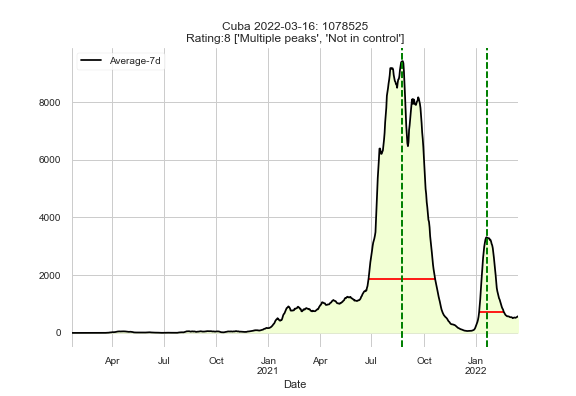 Cuba 2022-03-16: 1078525
Rating:8 ['Multiple peaks', 'Not in control']
Average-7d
8000
6000
4000
2000
0
Apr Jul Oct Jan Apr Jul Oct Jan
2021 2022
Date